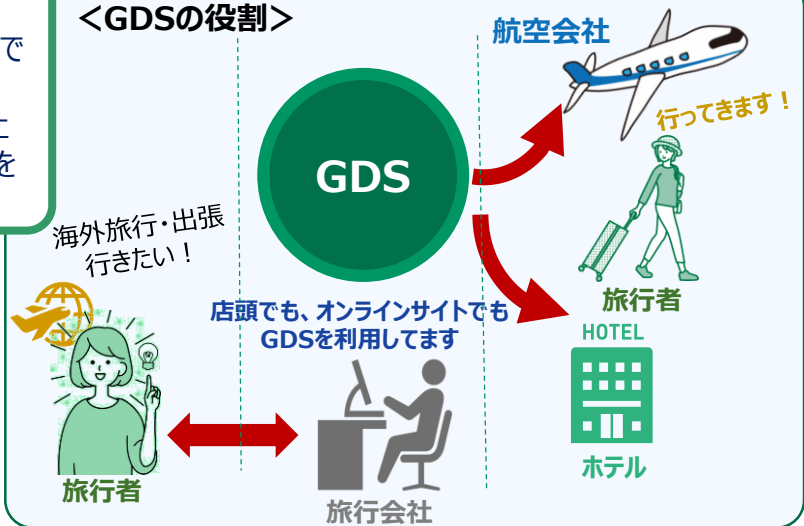 ＜GDSの役割＞
で
に
を
航空会社
行ってきます！
GDS
海外旅行・出張
行きたい！
旅行者
店頭でも、オンラインサイトでも
GDSを利用してます
HOTEL
ホテル
旅行者
旅行会社